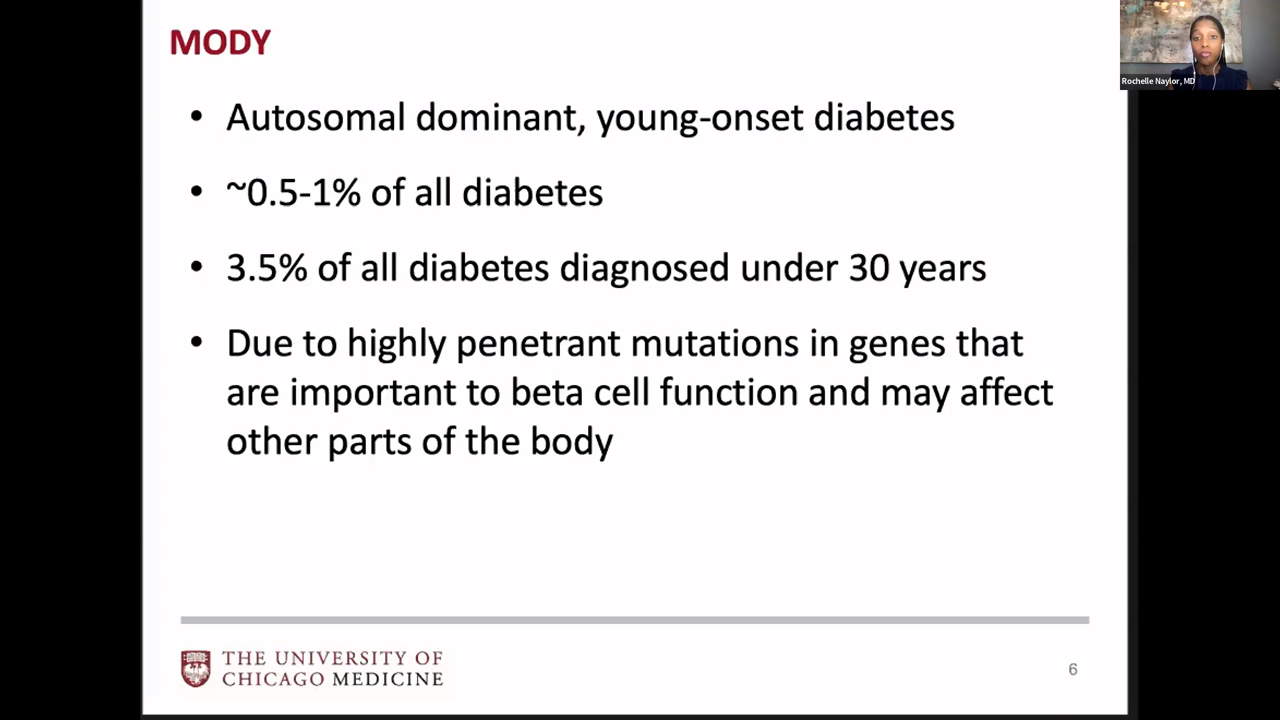 MODY
Rochelle Naylor, MD
• Autosomal dominant, young-onset diabetes
• ~0.5-1% of all diabetes
• 3.5% of all diabetes diagnosed under 30 years
• Due to highly penetrant mutations in genes that
are important to beta cell function and may affect
other parts of the body
THE UNIVERSITY OF
CHICAGO MEDICINE
6